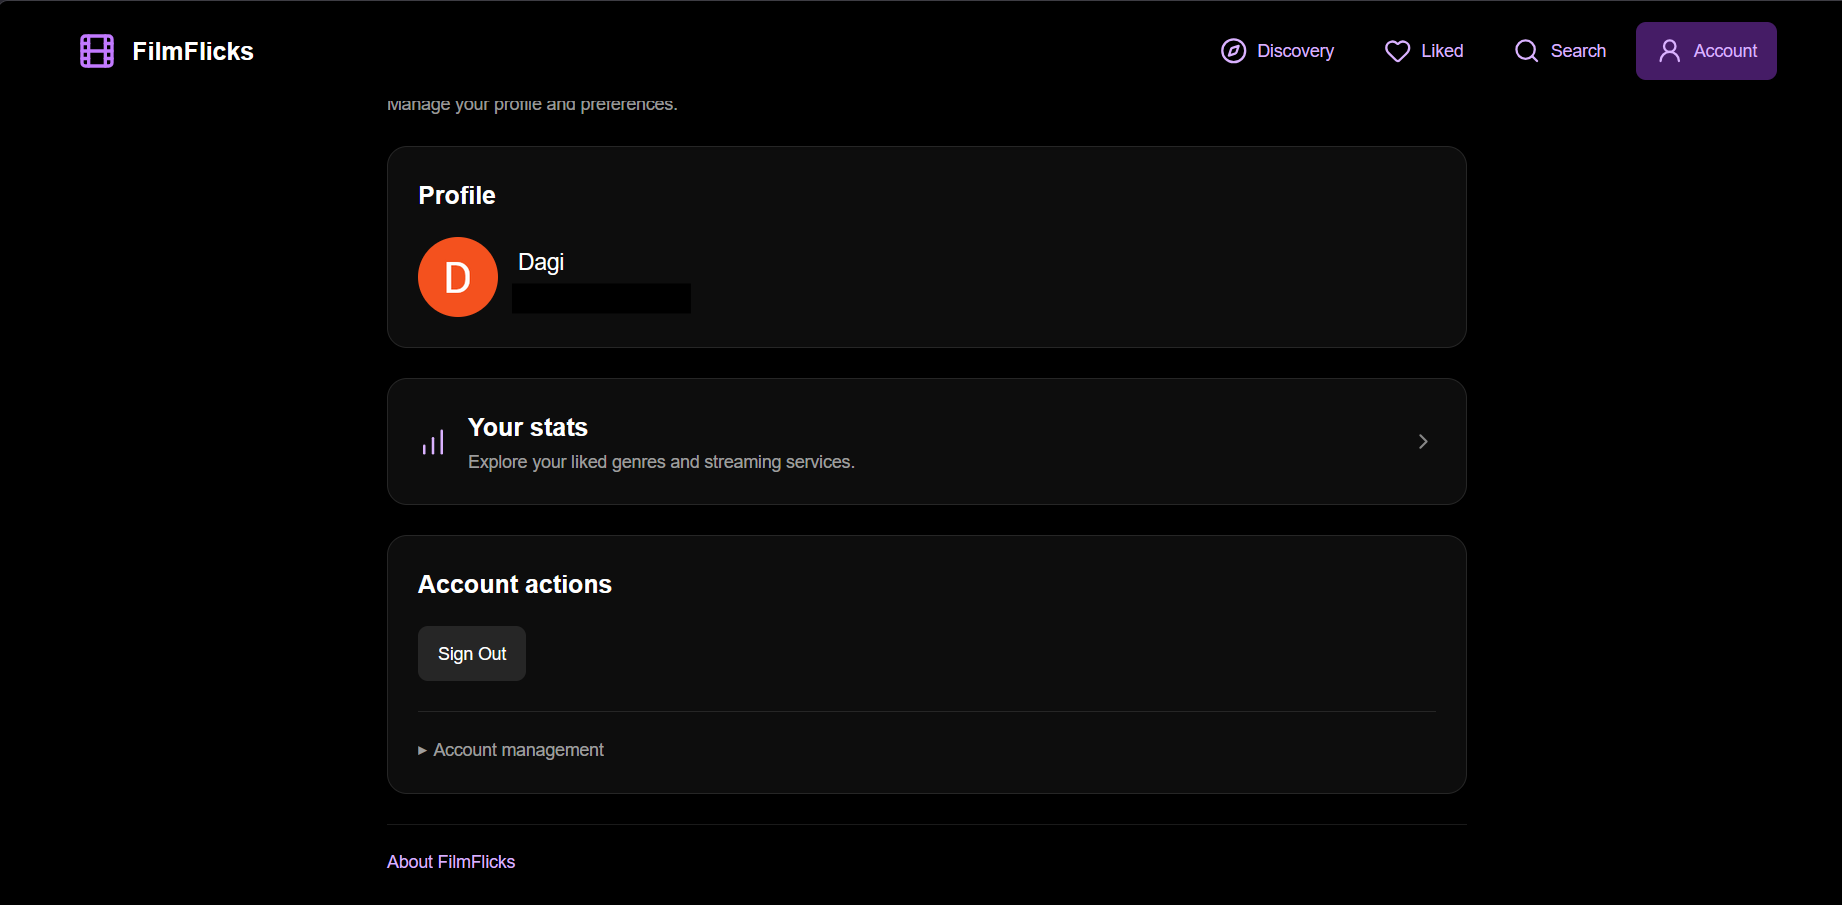 FilmFlicks
Discovery
Liked
Search
Account
Manage your profile and preferences.
Profile
D
Dagi
Your stats
Explore your liked genres and streaming services.
Account actions
Sign Out
Account management
About FilmFlicks